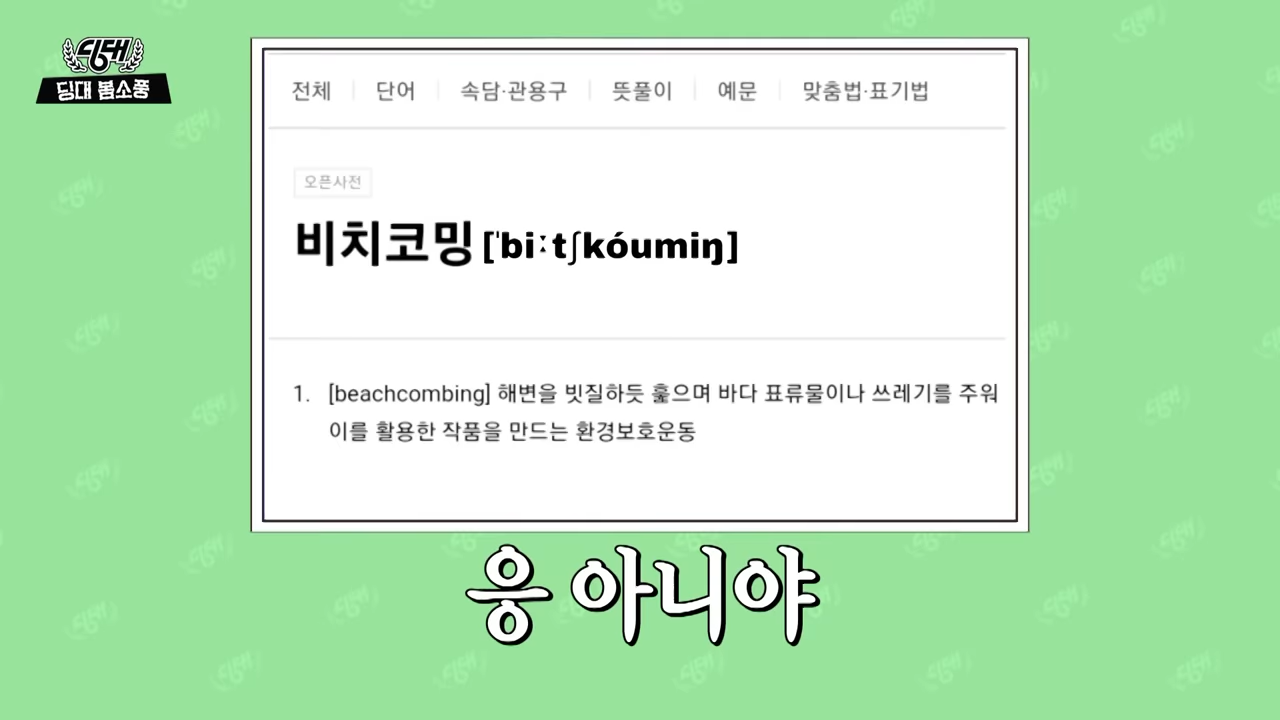 딩대
딩대 봄소풍
전체 단어 속담·관용구 뜻풀이 예문 맞춤법·표기법
오픈사전
비치코밍 [ˈbiːtʃkóumiŋ]
1. [beachcombing] 해변을 빗질하듯 훑으며 바다 표류물이나 쓰레기를 주워
이를 활용한 작품을 만드는 환경보호운동
응 아니야